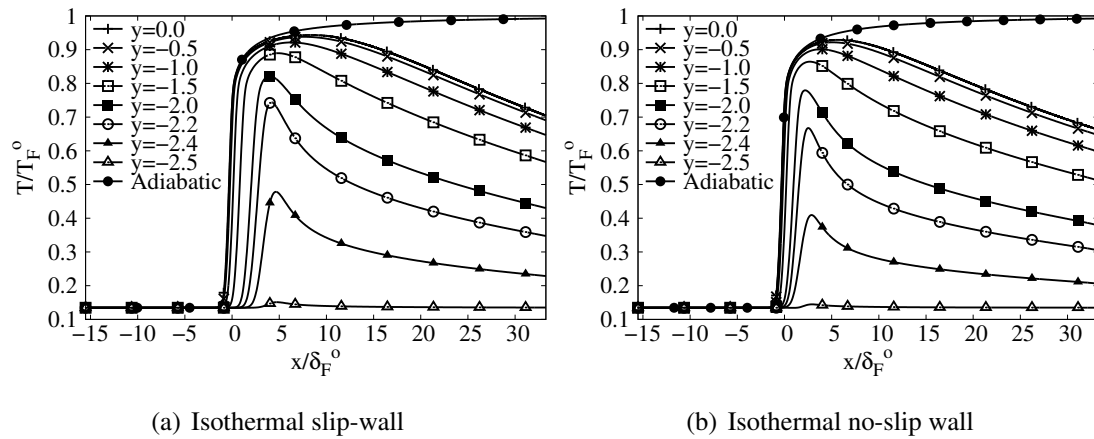 T/T_F^o
1
0.9
0.8
0.7
0.6
0.5
0.4
0.3
0.2
0.1
y=0.0
y=−0.5
y=−1.0
y=−1.5
y=−2.0
y=−2.2
y=−2.4
y=−2.5
Adiabatic
−15 −10 −5 0 5 10 15 20 25 30
x/δ_F^o
(a) Isothermal slip-wall
T/T_F^o
1
0.9
0.8
0.7
0.6
0.5
0.4
0.3
0.2
0.1
y=0.0
y=−0.5
y=−1.0
y=−1.5
y=−2.0
y=−2.2
y=−2.4
y=−2.5
Adiabatic
−15 −10 −5 0 5 10 15 20 25 30
x/δ_F^o
(b) Isothermal no-slip wall